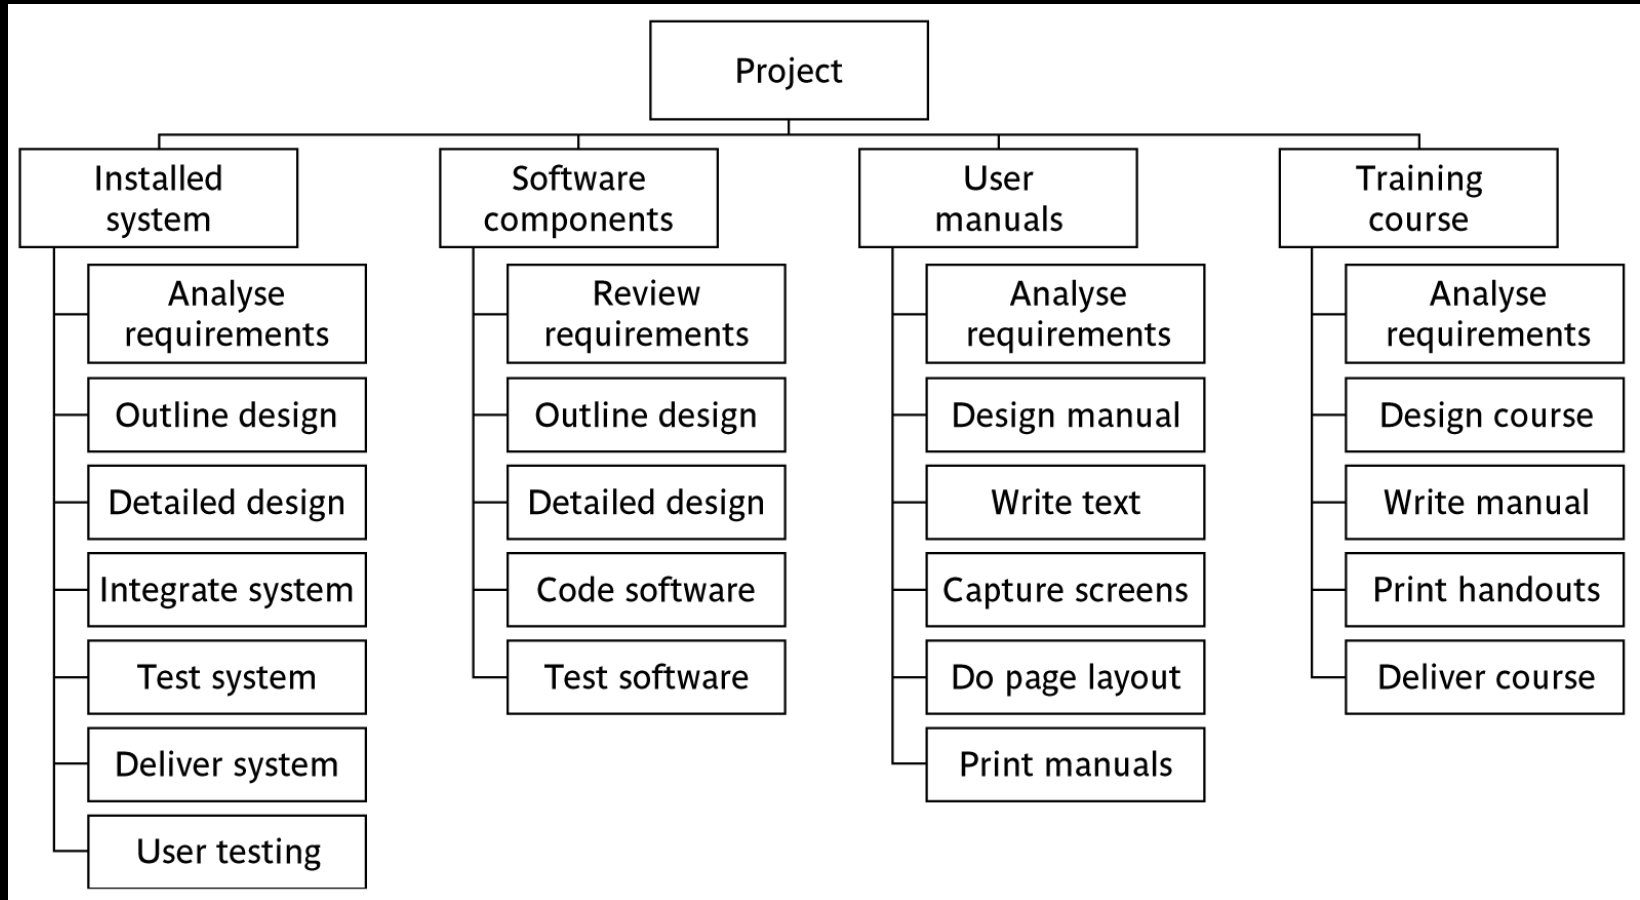 Project
Installed
system
Analyse
requirements
Outline design
Detailed design
Integrate system
Test system
Deliver system
User testing
Software
components
Review
requirements
Outline design
Detailed design
Code software
Test software
User
manuals
Analyse
requirements
Design manual
Write text
Capture screens
Do page layout
Print manuals
Training
course
Analyse
requirements
Design course
Write manual
Print handouts
Deliver course